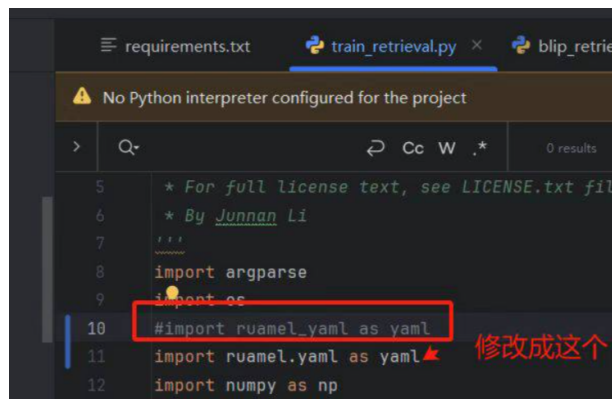 requirements.txt train_retrieval.py × blip_retrie
No Python interpreter configured for the project
> Cc W .* 0 results
5 * For full license text, see LICENSE.txt fil
6 * By Junnan Li
7 '''
8 import argparse
9 import os
10 #import ruamel_yaml as yaml
11 import ruamel.yaml as yaml 修改成这个
12 import numpy as np